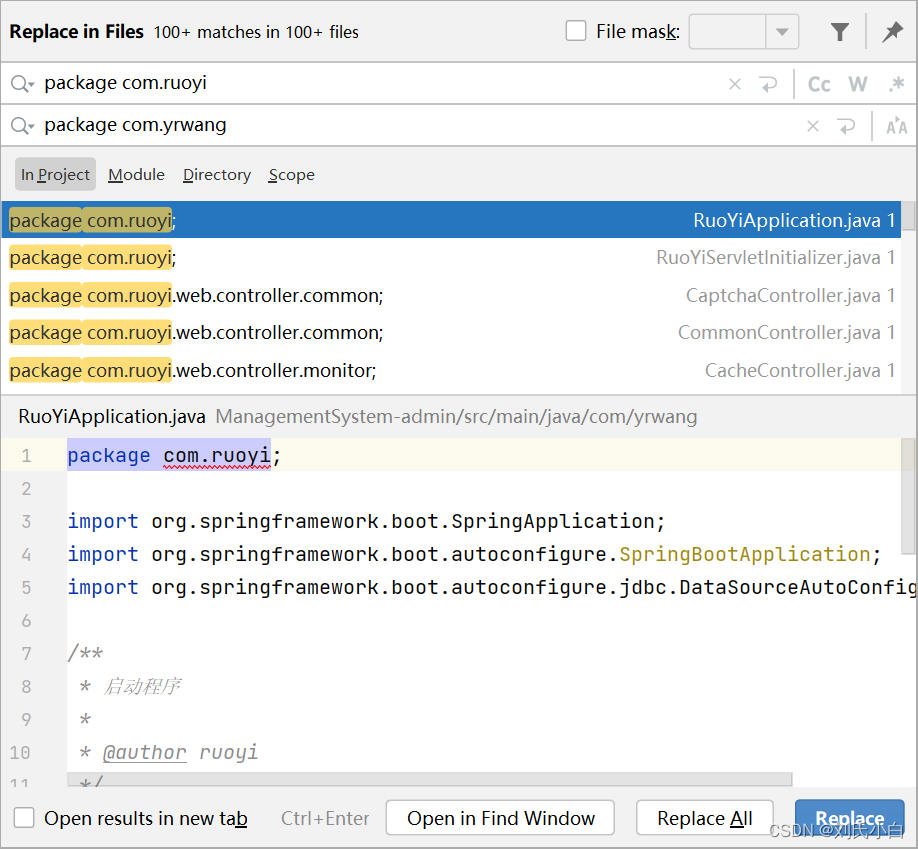 Replace in Files 100+ matches in 100+ files File mask:
package com.ruoyi Cc W .*
package com.yrwang
In Project Module Directory Scope
package com.ruoyi; RuoYiApplication.java 1
package com.ruoyi; RuoYiServletInitializer.java 1
package com.ruoyi.web.controller.common; CaptchaController.java 1
package com.ruoyi.web.controller.common; CommonController.java 1
package com.ruoyi.web.controller.monitor; CacheController.java 1
RuoYiApplication.java ManagementSystem-admin/src/main/java/com/yrwang
1 package com.ruoyi;
2
3 import org.springframework.boot.SpringApplication;
4 import org.springframework.boot.autoconfigure.SpringBootApplication;
5 import org.springframework.boot.autoconfigure.jdbc.DataSourceAutoConfig
6
7 /**
8 * 启动程序
9 *
10 * @author ruoyi
11 */
Open results in new tab Ctrl+Enter Open in Find Window Replace All Replace
CSDN @刘氏小白